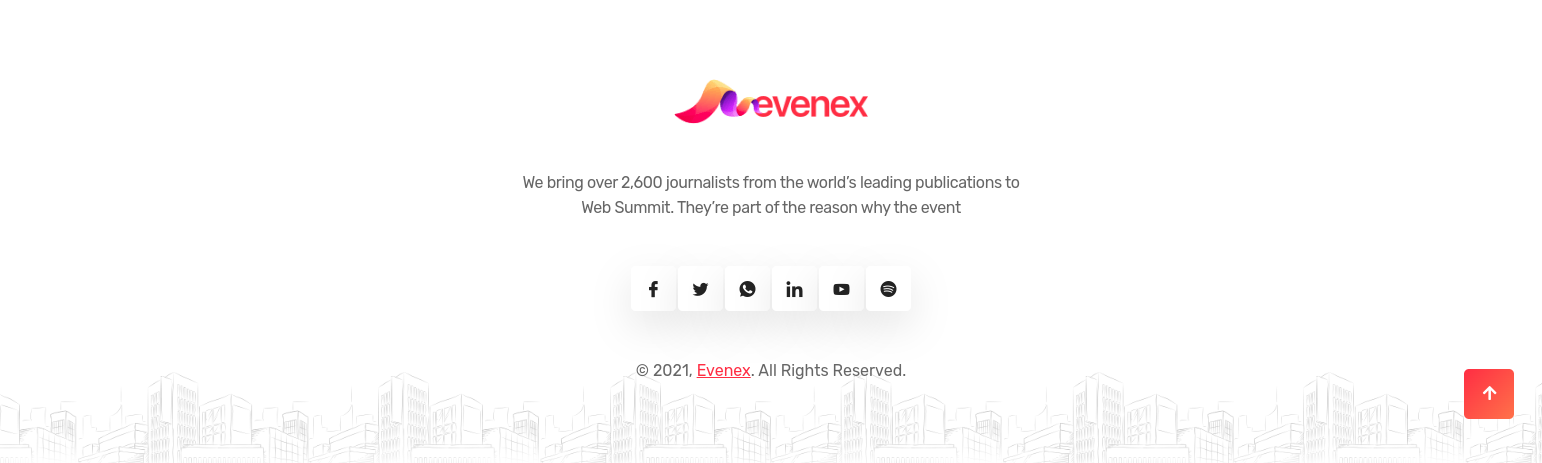 evenex
We bring over 2,600 journalists from the world’s leading publications to
Web Summit. They’re part of the reason why the event
© 2021, Evenex. All Rights Reserved.